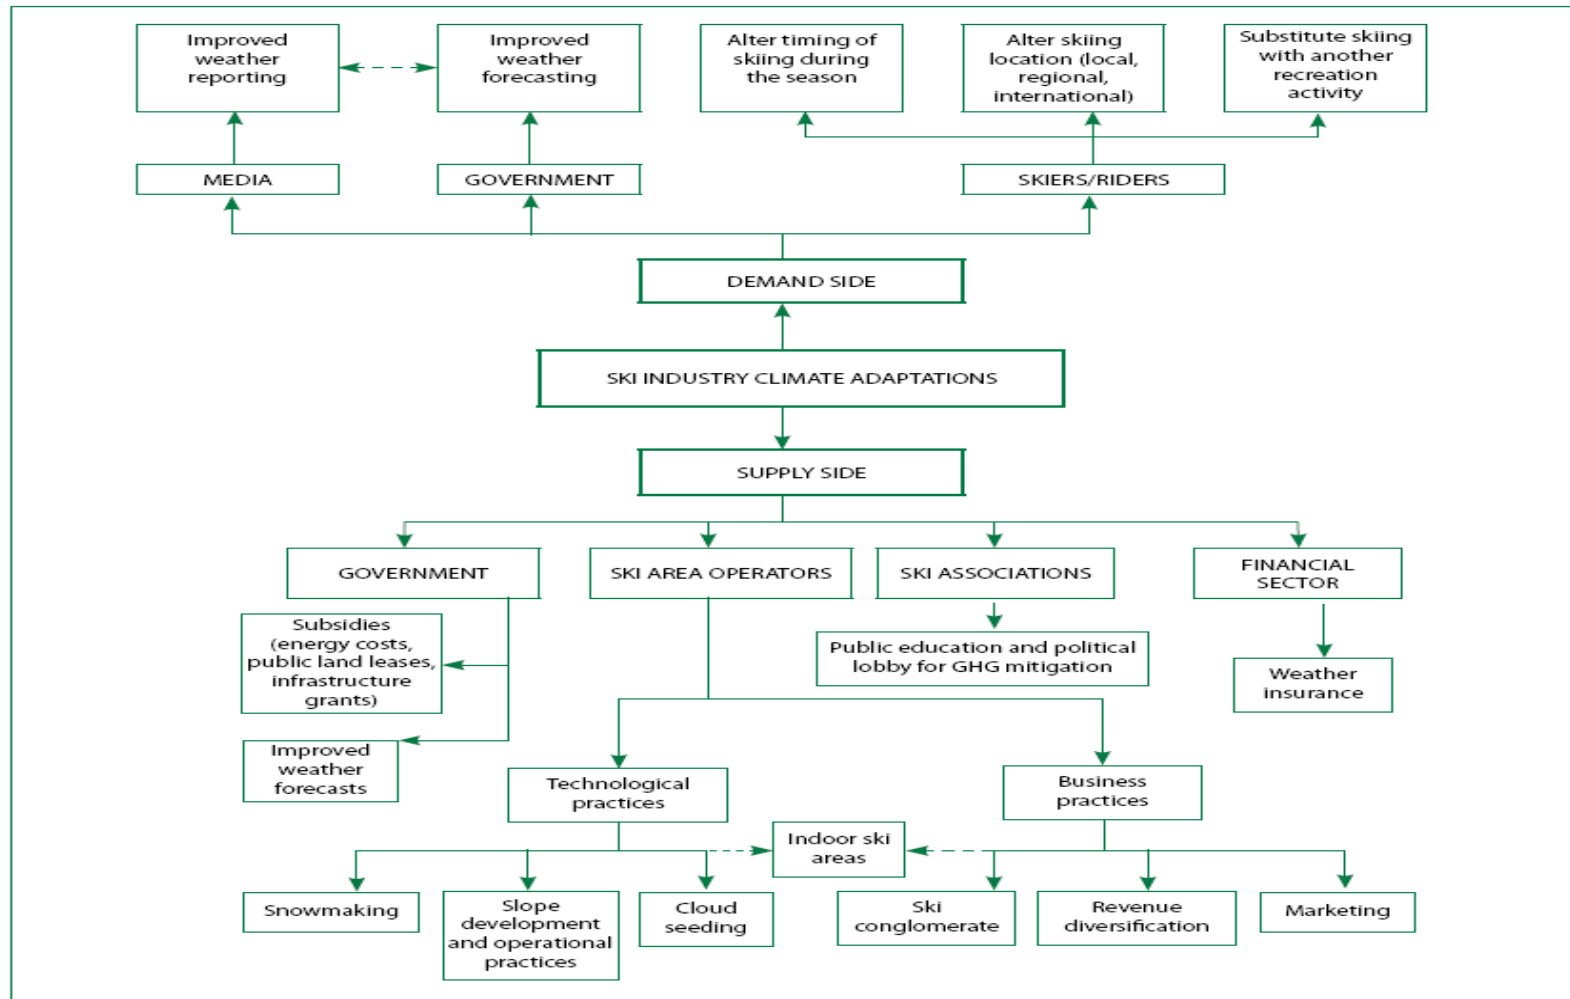 Improved
weather
reporting
Improved
weather
forecasting
Alter timing of
skiing during
the season
Alter skiing
location (local,
regional,
international)
Substitute skiing
with another
recreation
activity
MEDIA
GOVERNMENT
SKIERS/RIDERS
DEMAND SIDE
SKI INDUSTRY CLIMATE ADAPTATIONS
SUPPLY SIDE
GOVERNMENT
SKI AREA OPERATORS
SKI ASSOCIATIONS
FINANCIAL
SECTOR
Subsidies
(energy costs,
public land leases,
infrastructure
grants)
Public education and political
lobby for GHG mitigation
Weather
insurance
Improved
weather
forecasts
Technological
practices
Business
practices
Indoor ski
areas
Snowmaking
Slope
development
and operational
practices
Cloud
seeding
Ski
conglomerate
Revenue
diversification
Marketing